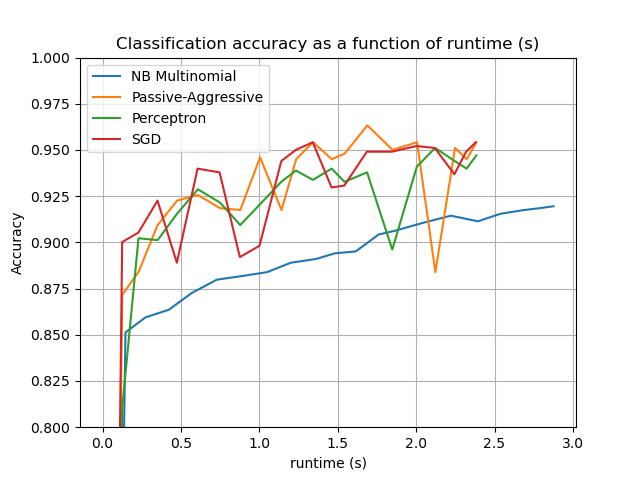 Classification accuracy as a function of runtime (s)
1.000
0.975
0.950
0.925
0.900
0.875
0.850
0.825
0.800
Accuracy
NB Multinomial
Passive-Aggressive
Perceptron
SGD
0.0 0.5 1.0 1.5 2.0 2.5 3.0
runtime (s)